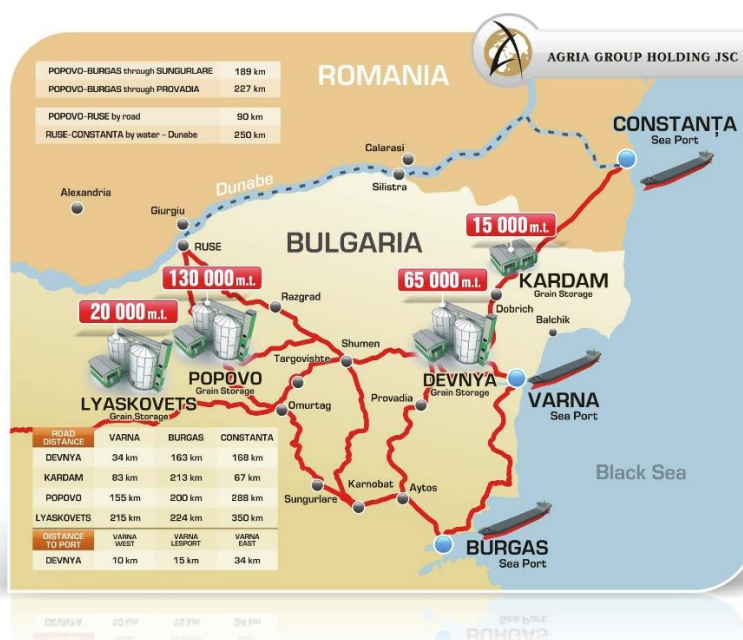 AGRIA GROUP HOLDING JSC
POPOVO-BURGAS through SUNGURLARE 189 km
POPOVO-BURGAS through PROVADIA 227 km
POPOVO-RUSE by road 90 km
RUSE-CONSTANTA by water - Dunabe 250 km
ROMANIA
CONSTANȚA
Sea Port
Calarasi
Silistra
Dunabe
Alexandria
Giurgiu
RUSE
BULGARIA
15 000 m.t.
KARDAM
Grain Storage
130 000 m.t.
65 000 m.t.
20 000 m.t.
Razgrad
Dobrich
Balchik
Shumen
Targovishte
POPOVO
Grain Storage
DEVNYA
Grain Storage
VARNA
Sea Port
LYASKOVETS
Grain Storage
Omurtag
Provadia
ROAD DISTANCE VARNA BURGAS CONSTANTA
DEVNYA 34 km 163 km 168 km
KARDAM 83 km 213 km 67 km
POPOVO 155 km 200 km 288 km
LYASKOVETS 215 km 224 km 350 km
DISTANCE TO PORT VARNA WEST VARNA LESPORT VARNA EAST
DEVNYA 10 km 15 km 34 km
Black Sea
Karnobat
Aytos
Sungurlare
BURGAS
Sea Port